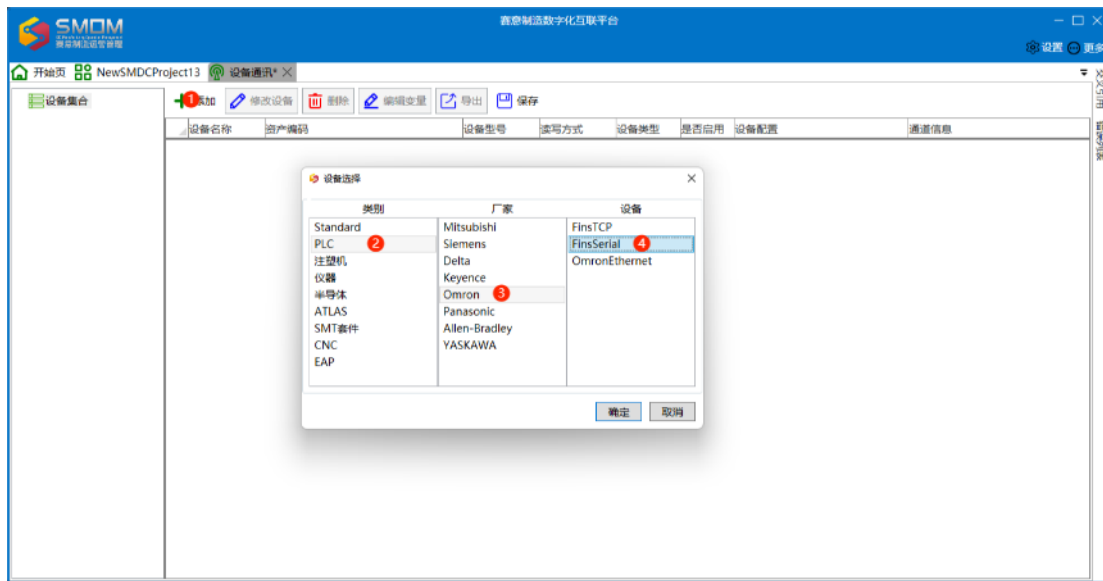 赛意制造数字化互联平台
SMOM
赛意制造运营管理
设置 更多
开始页 NewSMDCProject13 设备通讯*
设备集合
1 添加 修改设备 删除 编辑变量 导出 保存
设备名称 资产编码 设备型号 读写方式 设备类型 是否启用 设备配置 通道信息
设备选择
类别 厂家 设备
Standard Mitsubishi FinsTCP
PLC 2 Siemens FinsSerial 4
注塑机 Delta OmronEthernet
仪器 Keyence
半导体 Omron 3
ATLAS Panasonic
SMT套件 Allen-Bradley
CNC YASKAWA
EAP
确定 取消